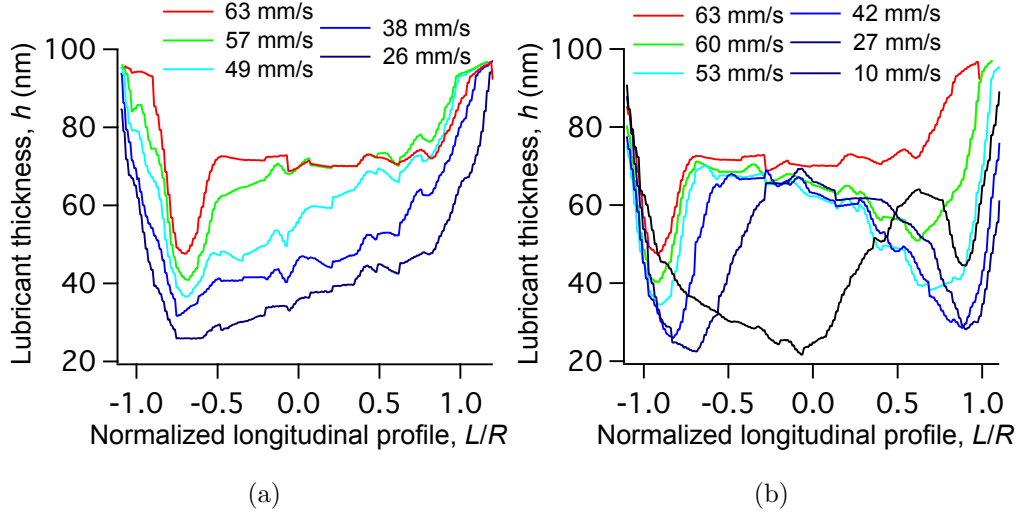 63 mm/s
57 mm/s
49 mm/s
38 mm/s
26 mm/s
100
80
60
40
20
Lubricant thickness, h (nm)
-1.0 -0.5 0.0 0.5 1.0
Normalized longitudinal profile, L/R
(a)
63 mm/s
60 mm/s
53 mm/s
42 mm/s
27 mm/s
10 mm/s
100
80
60
40
20
Lubricant thickness, h (nm)
-1.0 -0.5 0.0 0.5 1.0
Normalized longitudinal profile, L/R
(b)